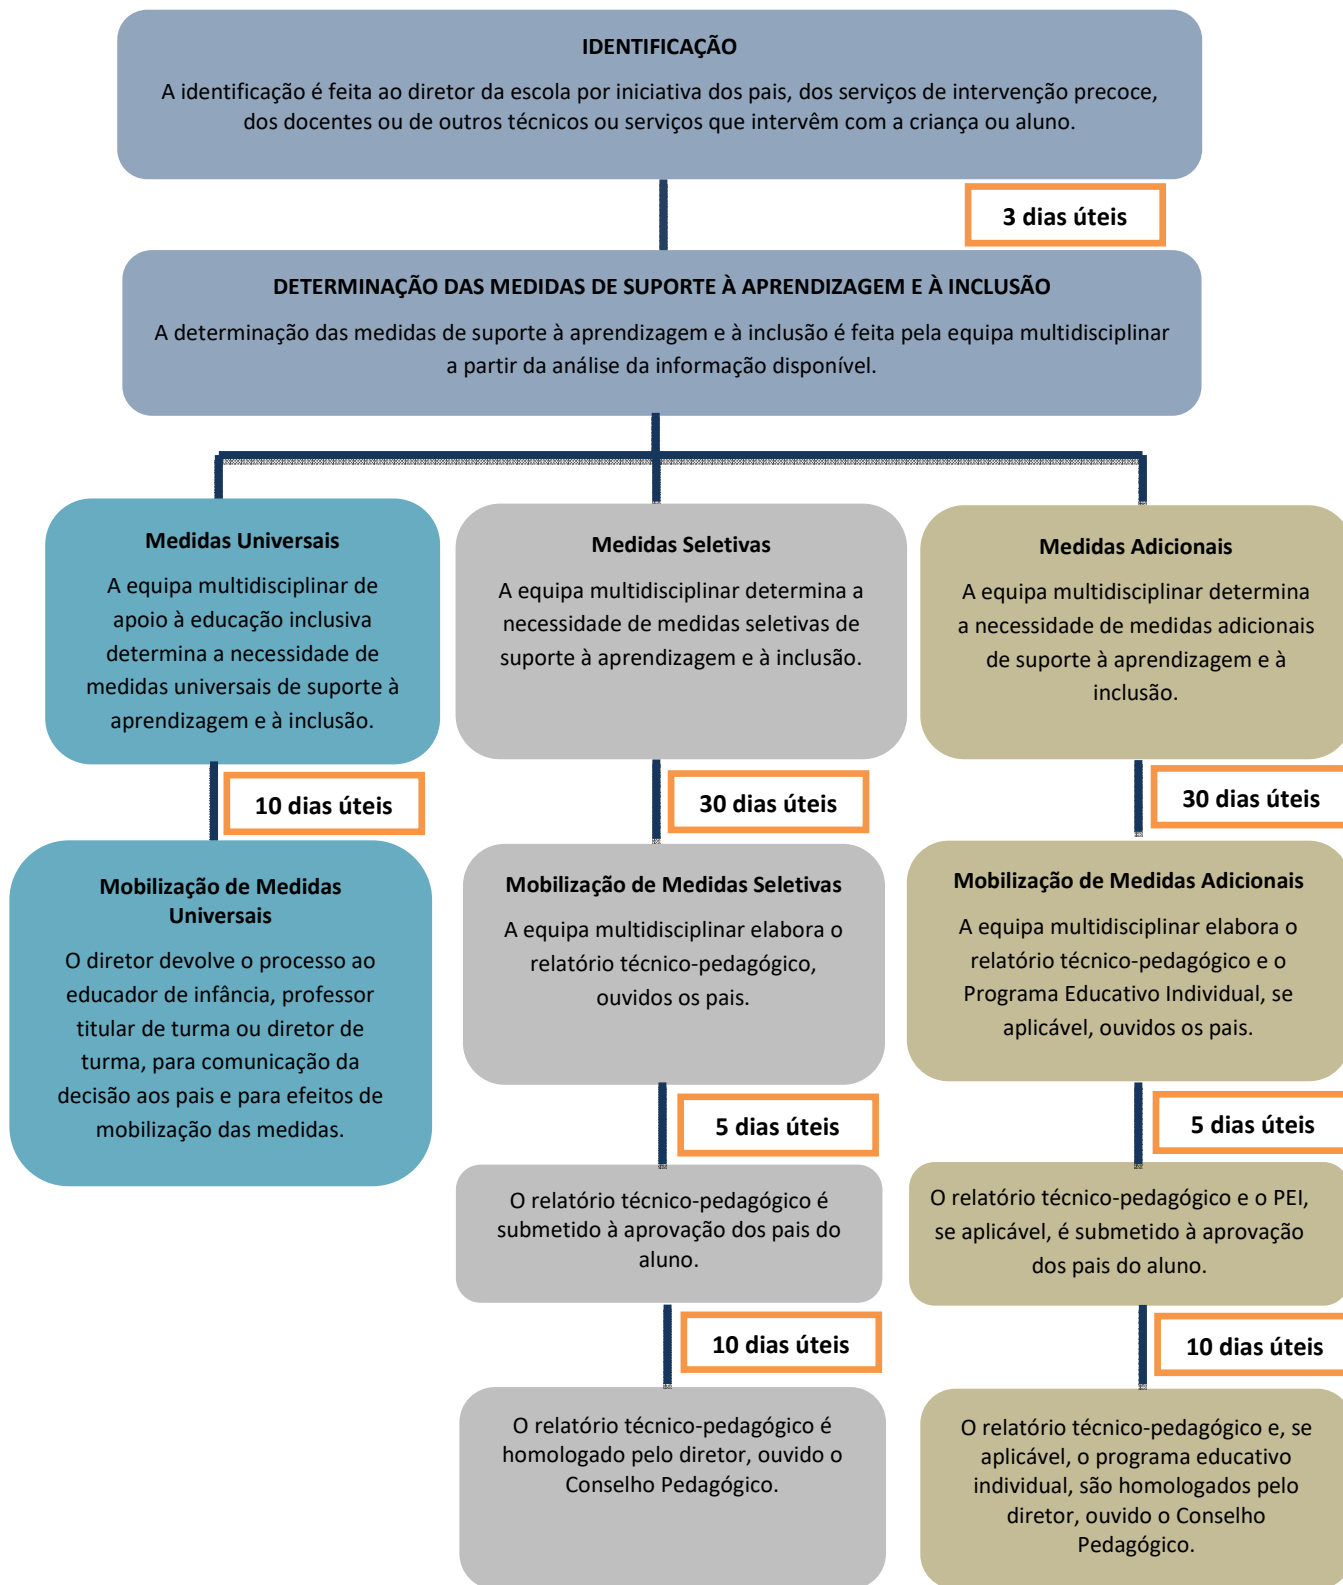 IDENTIFICAÇÃO
A identificação é feita ao diretor da escola por iniciativa dos pais, dos serviços de intervenção precoce,
dos docentes ou de outros técnicos ou serviços que intervêm com a criança ou aluno.
3 dias úteis
DETERMINAÇÃO DAS MEDIDAS DE SUPORTE À APRENDIZAGEM E À INCLUSÃO
A determinação das medidas de suporte à aprendizagem e à inclusão é feita pela equipa multidisciplinar
a partir da análise da informação disponível.
Medidas Universais
A equipa multidisciplinar de
apoio à educação inclusiva
determina a necessidade de
medidas universais de suporte à
aprendizagem e à inclusão.
10 dias úteis
Mobilização de Medidas
Universais
O diretor devolve o processo ao
educador de infância, professor
titular de turma ou diretor de
turma, para comunicação da
decisão aos pais e para efeitos de
mobilização das medidas.
Medidas Seletivas
A equipa multidisciplinar determina a
necessidade de medidas seletivas de
suporte à aprendizagem e à inclusão.
30 dias úteis
Mobilização de Medidas Seletivas
A equipa multidisciplinar elabora o
relatório técnico-pedagógico,
ouvidos os pais.
5 dias úteis
O relatório técnico-pedagógico é
submetido à aprovação dos pais do
aluno.
10 dias úteis
O relatório técnico-pedagógico é
homologado pelo diretor, ouvido o
Conselho Pedagógico.
Medidas Adicionais
A equipa multidisciplinar determina
a necessidade de medidas adicionais
de suporte à aprendizagem e à
inclusão.
30 dias úteis
Mobilização de Medidas Adicionais
A equipa multidisciplinar elabora o
relatório técnico-pedagógico e o
Programa Educativo Individual, se
aplicável, ouvidos os pais.
5 dias úteis
O relatório técnico-pedagógico e o PEI,
se aplicável, é submetido à aprovação
dos pais do aluno.
10 dias úteis
O relatório técnico-pedagógico e, se
aplicável, o programa educativo
individual, são homologados pelo
diretor, ouvido o Conselho
Pedagógico.